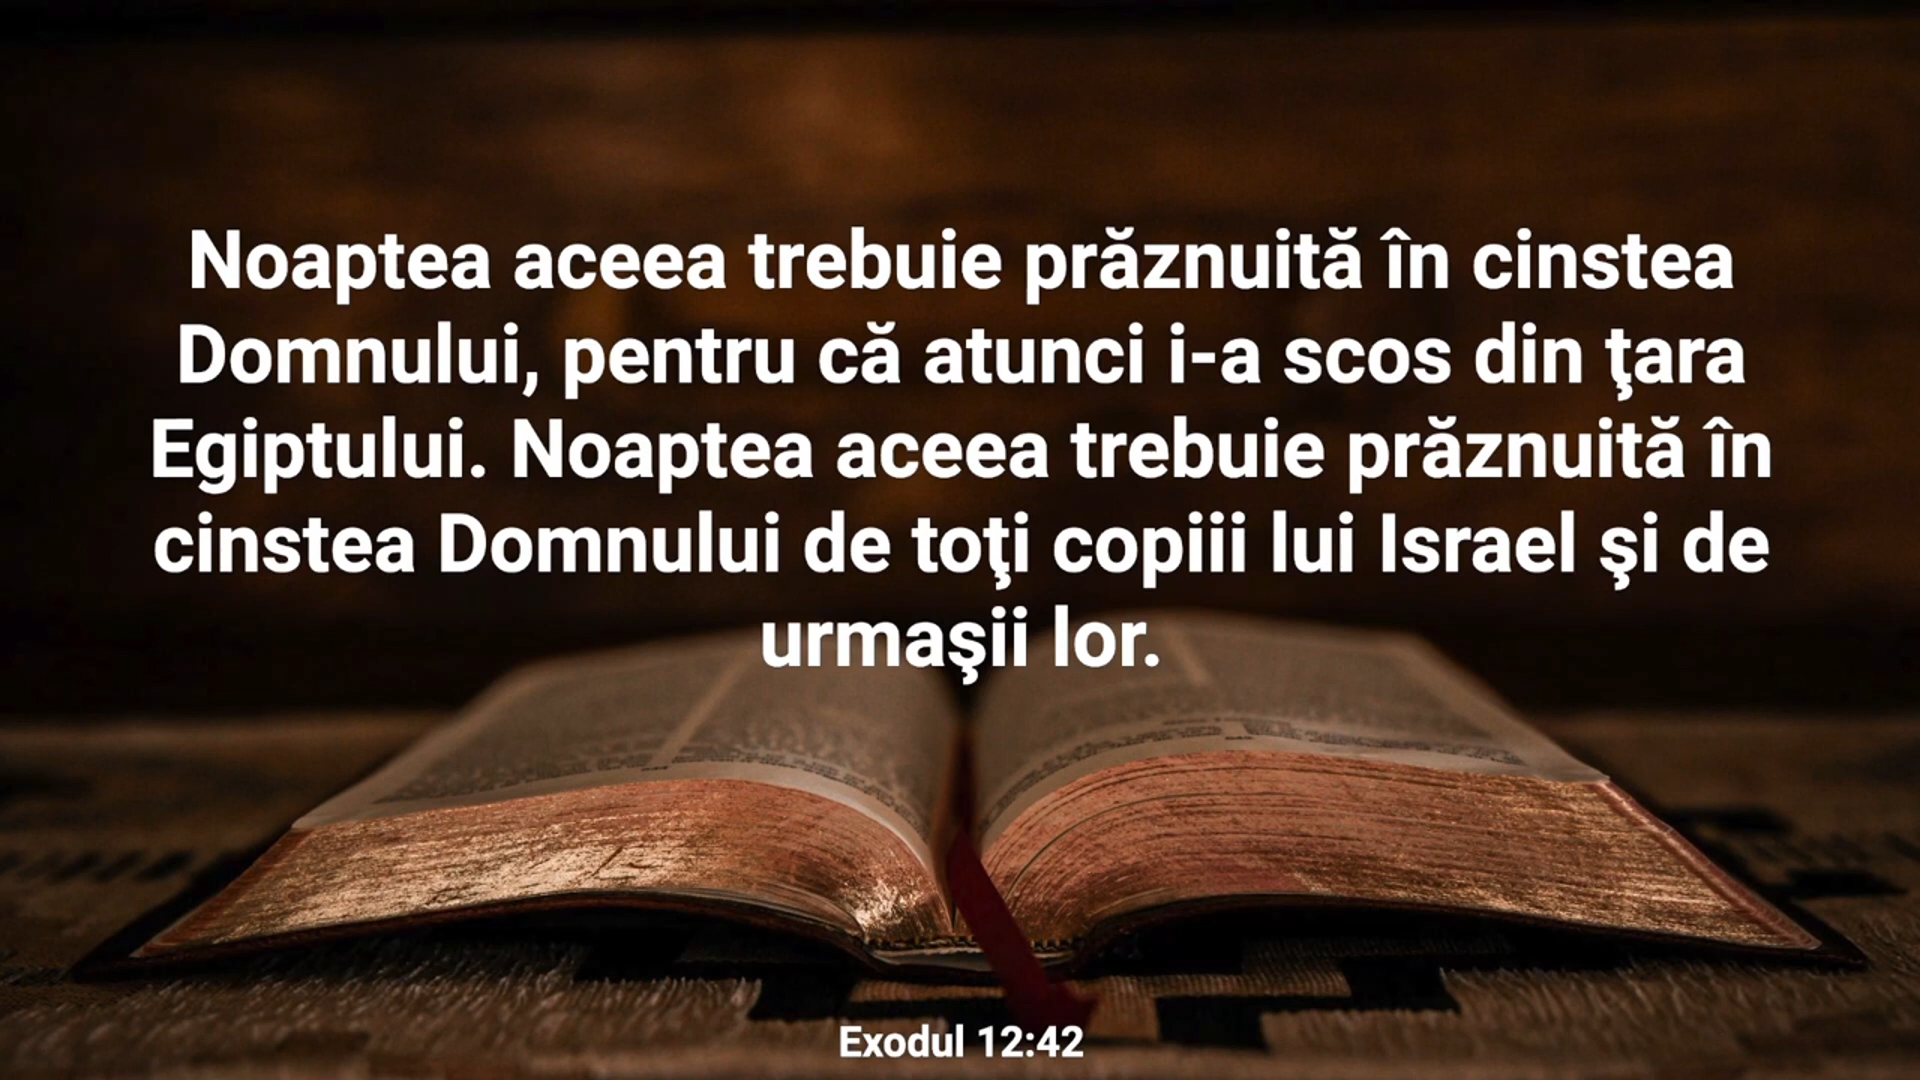 Noaptea aceea trebuie prăznuită în cinstea
Domnului, pentru că atunci i-a scos din ţara
Egiptului. Noaptea aceea trebuie prăznuită în
cinstea Domnului de toţi copiii lui Israel şi de
urmaşii lor.
Exodul 12:42